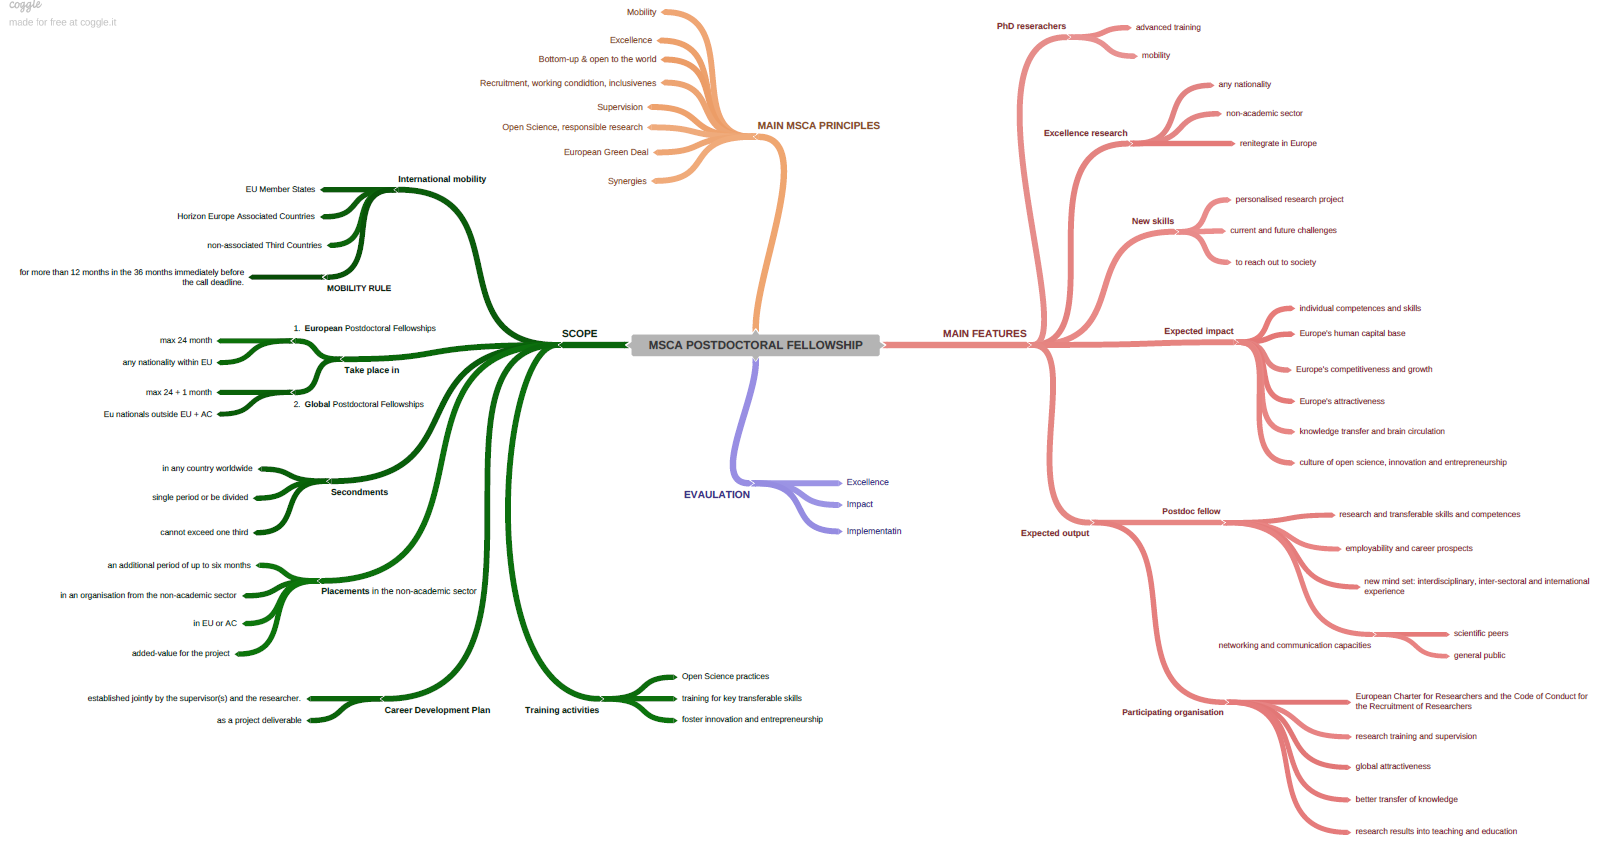 coggle
made for free at coggle.it
MSCA POSTDOCTORAL FELLOWSHIP
MAIN MSCA PRINCIPLES
Mobility
Excellence
Bottom-up & open to the world
Recruitment, working condidtion, inclusivenes
Supervision
Open Science, responsible research
European Green Deal
Synergies
SCOPE
International mobility
EU Member States
Horizon Europe Associated Countries
non-associated Third Countries
MOBILITY RULE
for more than 12 months in the 36 months immediately before
the call deadline.
Take place in
1. European Postdoctoral Fellowships
max 24 month
any nationality within EU
2. Global Postdoctoral Fellowships
max 24 + 1 month
Eu nationals outside EU + AC
Secondments
in any country worldwide
single period or be divided
cannot exceed one third
Placements in the non-academic sector
an additional period of up to six months
in an organisation from the non-academic sector
in EU or AC
added-value for the project
Career Development Plan
established jointly by the supervisor(s) and the researcher.
as a project deliverable
Training activities
Open Science practices
training for key transferable skills
foster innovation and entrepreneurship
EVAULATION
Excellence
Impact
Implementatin
MAIN FEATURES
PhD reserachers
advanced training
mobility
Excellence research
any nationality
non-academic sector
renitegrate in Europe
New skills
personalised research project
current and future challenges
to reach out to society
Expected impact
individual competences and skills
Europe's human capital base
Europe's competitiveness and growth
Europe's attractiveness
knowledge transfer and brain circulation
culture of open science, innovation and entrepreneurship
Expected output
Postdoc fellow
research and transferable skills and competences
employability and career prospects
new mind set: interdisciplinary, inter-sectoral and international
experience
networking and communication capacities
scientific peers
general public
Participating organisation
European Charter for Researchers and the Code of Conduct for
the Recruitment of Researchers
research training and supervision
global attractiveness
better transfer of knowledge
research results into teaching and education